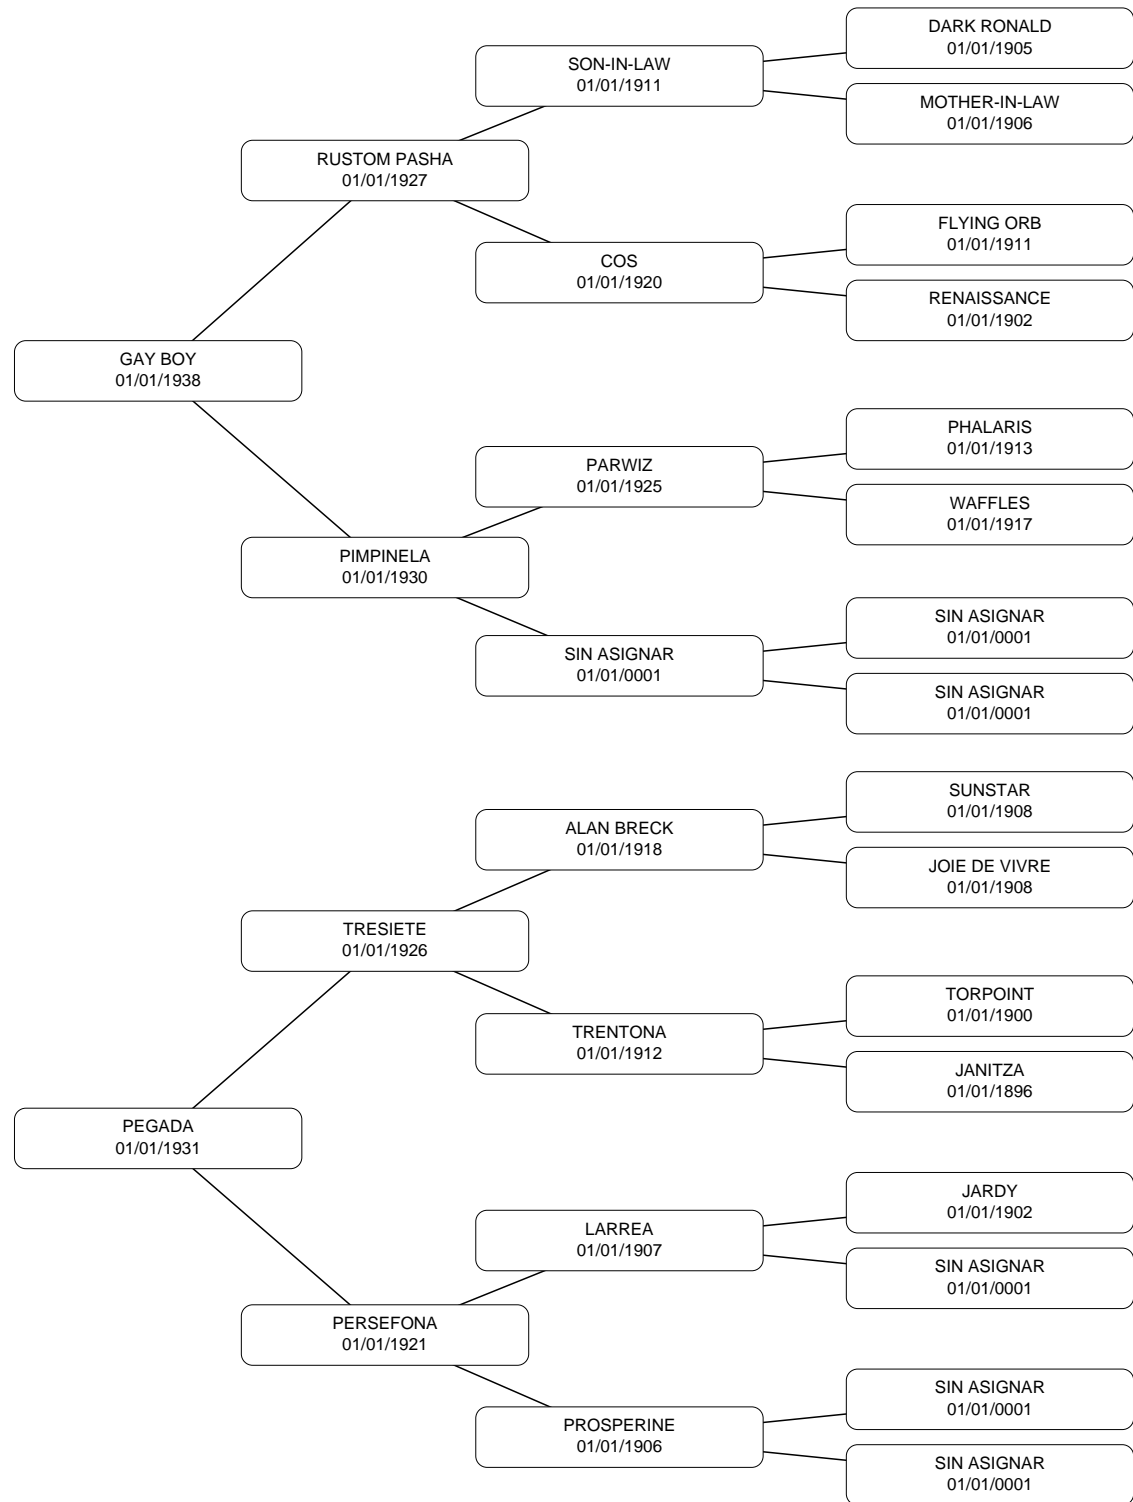 DARK RONALD
01/01/1905
SON-IN-LAW
01/01/1911
MOTHER-IN-LAW
01/01/1906
RUSTOM PASHA
01/01/1927
FLYING ORB
01/01/1911
COS
01/01/1920
RENAISSANCE
01/01/1902
GAY BOY
01/01/1938
PHALARIS
01/01/1913
PARWIZ
01/01/1925
WAFFLES
01/01/1917
PIMPINELA
01/01/1930
SIN ASIGNAR
01/01/0001
SIN ASIGNAR
01/01/0001
SIN ASIGNAR
01/01/0001
SUNSTAR
01/01/1908
ALAN BRECK
01/01/1918
JOIE DE VIVRE
01/01/1908
TRESIETE
01/01/1926
TORPOINT
01/01/1900
TRENTONA
01/01/1912
JANITZA
01/01/1896
PEGADA
01/01/1931
JARDY
01/01/1902
LARREA
01/01/1907
SIN ASIGNAR
01/01/0001
PERSEFONA
01/01/1921
SIN ASIGNAR
01/01/0001
PROSPERINE
01/01/1906
SIN ASIGNAR
01/01/0001